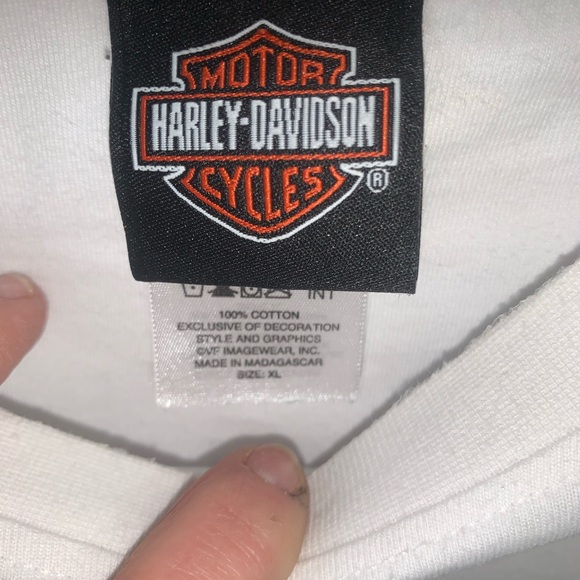 MOTOR
HARLEY-DAVIDSON
CYCLES ®
INT
100% COTTON
EXCLUSIVE OF DECORATION
STYLE AND GRAPHICS
©VF IMAGEWEAR, INC.
MADE IN MADAGASCAR
SIZE: XL